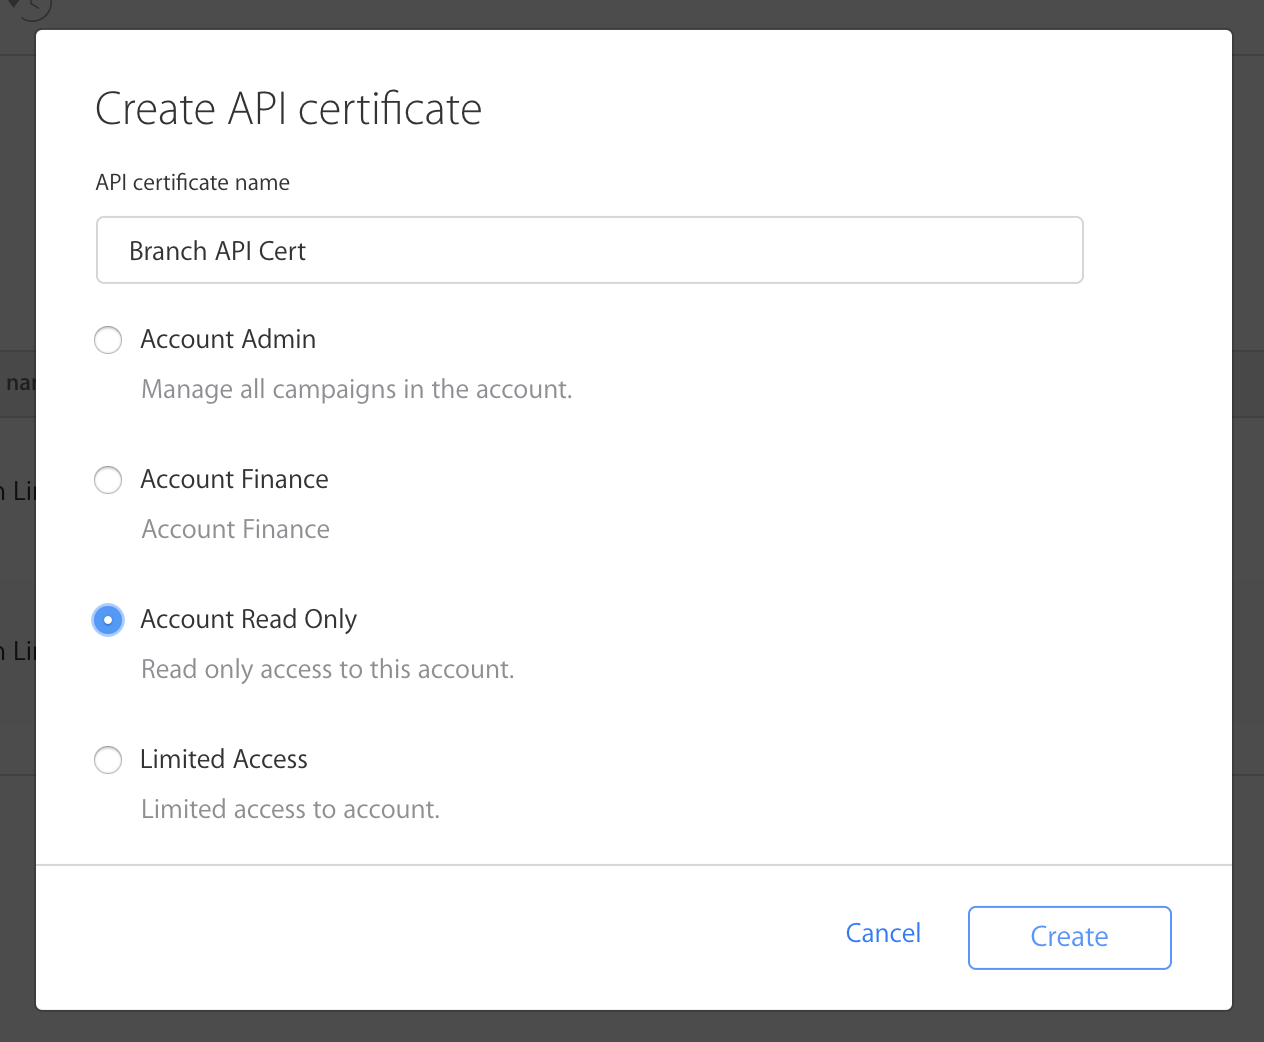 Create API certificate
API certificate name
Branch API Cert
Account Admin
Manage all campaigns in the account.
Account Finance
Account Finance
Account Read Only
Read only access to this account.
Limited Access
Limited access to account.
Cancel
Create